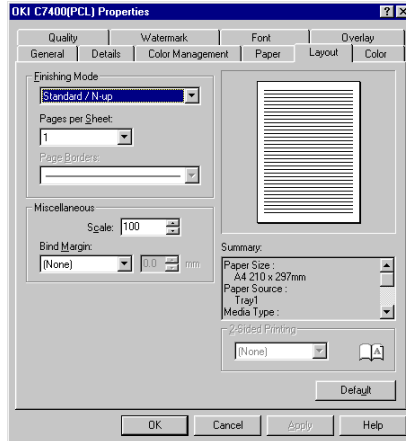 OKI C7400(PCL) Properties
Quality Watermark Font Overlay
General Details Color Management Paper Layout Color
Finishing Mode
Standard / N-up
Pages per Sheet:
1
Page Borders:
Miscellaneous
Scale: 100
Bind Margin:
(None) 0.0 mm
Summary:
Paper Size :
A4 210 x 297mm
Paper Source :
Tray1
Media Type :
2-Sided Printing
(None) A
Default
OK Cancel Apply Help